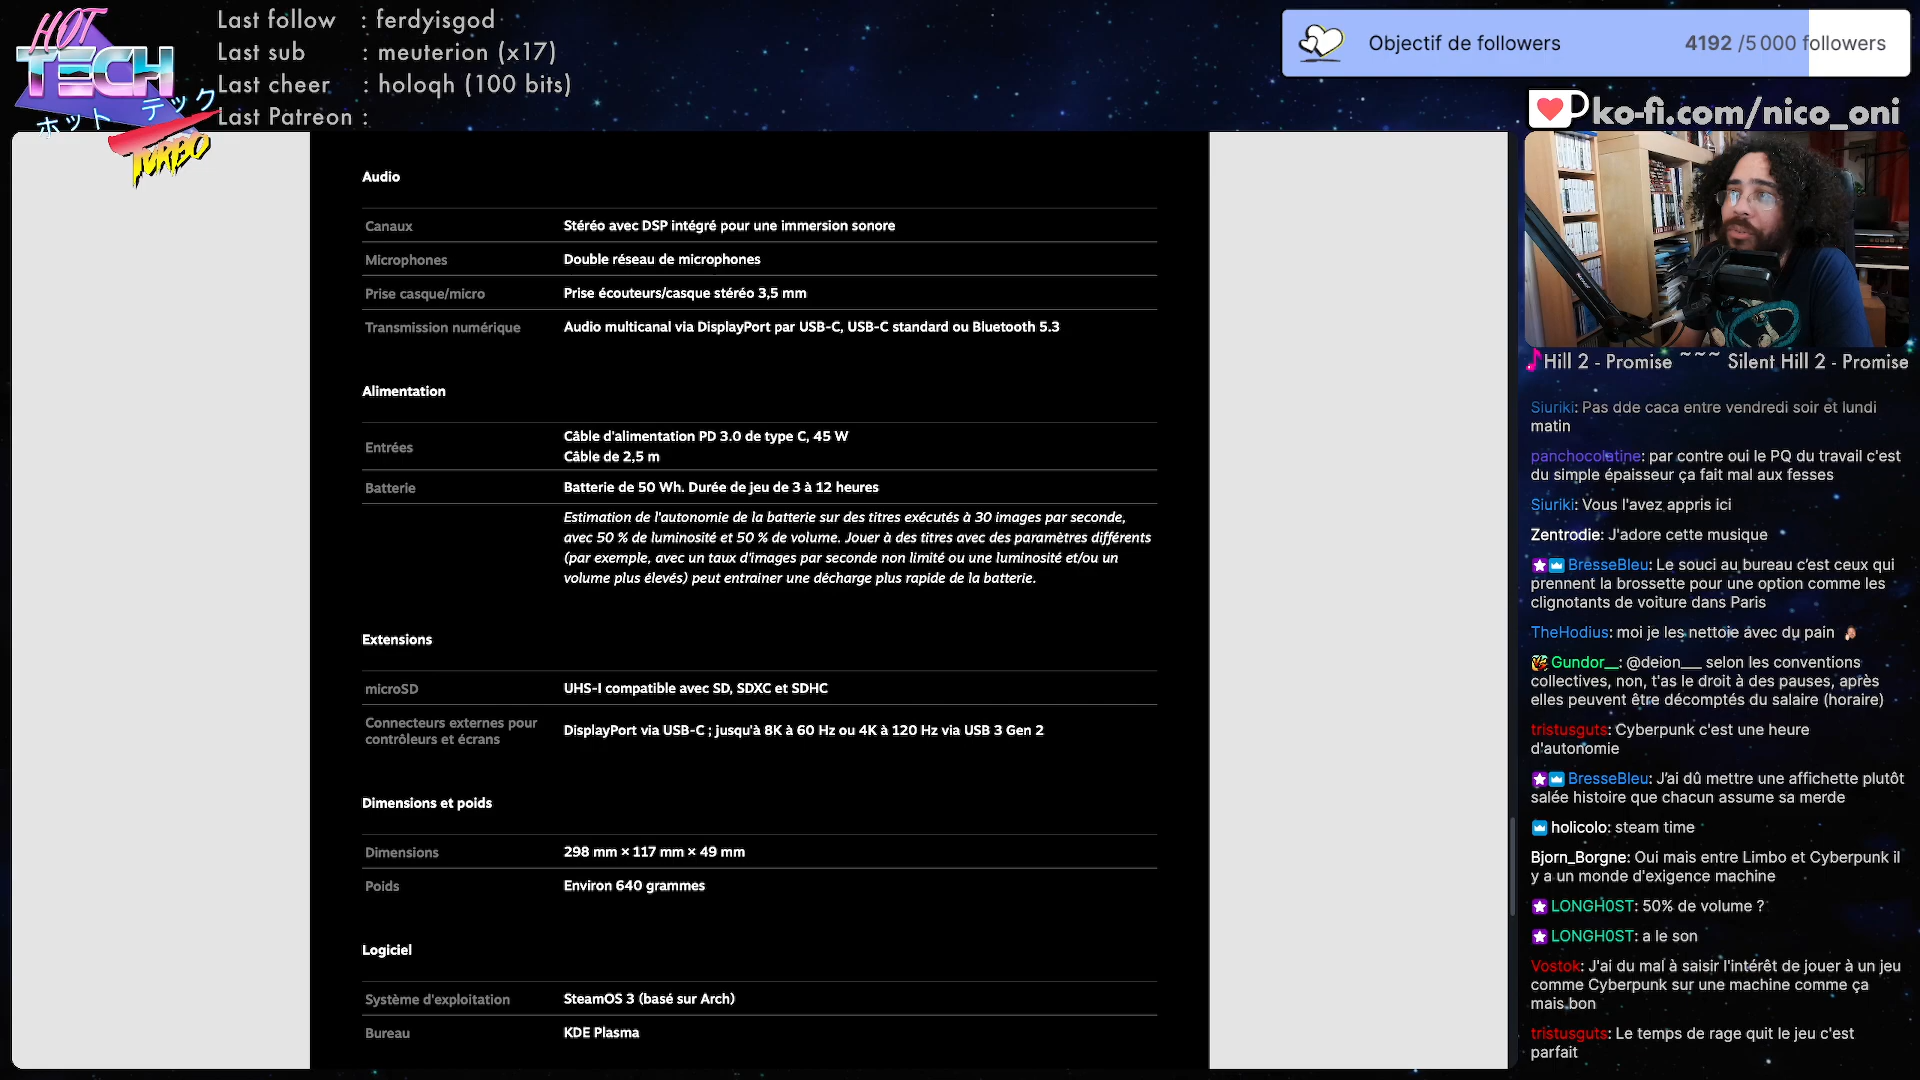 HOT
TECH
ホット テック
TURBO
Last follow : ferdyisgod
Last sub : meuterion (x17)
Last cheer : holoqh (100 bits)
Last Patreon :
Objectif de followers 4192 /5 000 followers
ko-fi.com/nico_oni
Audio
Canaux Stéréo avec DSP intégré pour une immersion sonore
Microphones Double réseau de microphones
Prise casque/micro Prise écouteurs/casque stéréo 3,5 mm
Transmission numérique Audio multicanal via DisplayPort par USB-C, USB-C standard ou Bluetooth 5.3
Alimentation
Entrées Câble d'alimentation PD 3.0 de type C, 45 W
Câble de 2,5 m
Batterie Batterie de 50 Wh. Durée de jeu de 3 à 12 heures
Estimation de l'autonomie de la batterie sur des titres exécutés à 30 images par seconde,
avec 50 % de luminosité et 50 % de volume. Jouer à des titres avec des paramètres différents
(par exemple, avec un taux d'images par seconde non limité ou une luminosité et/ou un
volume plus élevés) peut entrainer une décharge plus rapide de la batterie.
Extensions
microSD UHS-I compatible avec SD, SDXC et SDHC
Connecteurs externes pour
contrôleurs et écrans DisplayPort via USB-C ; jusqu'à 8K à 60 Hz ou 4K à 120 Hz via USB 3 Gen 2
Dimensions et poids
Dimensions 298 mm × 117 mm × 49 mm
Poids Environ 640 grammes
Logiciel
Système d'exploitation SteamOS 3 (basé sur Arch)
Bureau KDE Plasma
Hill 2 - Promise ~~~ Silent Hill 2 - Promise
Siuriki: Pas dde caca entre vendredi soir et lundi
matin
panchocolatine: par contre oui le PQ du travail c'est
du simple épaisseur ça fait mal aux fesses
Siuriki: Vous l'avez appris ici
Zentrodie: J'adore cette musique
BresseBleu: Le souci au bureau c’est ceux qui
prennent la brossette pour une option comme les
clignotants de voiture dans Paris
TheHodius: moi je les nettoie avec du pain
Gundor__: @deion___ selon les conventions
collectives, non, t'as le droit à des pauses, après
elles peuvent être décomptés du salaire (horaire)
tristusguts: Cyberpunk c'est une heure
d'autonomie
BresseBleu: J’ai dû mettre une affichette plutôt
salée histoire que chacun assume sa merde
holicolo: steam time
Bjorn_Borgne: Oui mais entre Limbo et Cyberpunk il
y a un monde d'exigence machine
LONGH0ST: 50% de volume ?
LONGH0ST: a le son
Vostok: J'ai du mal à saisir l'intérêt de jouer à un jeu
comme Cyberpunk sur une machine comme ça
mais bon
tristusguts: Le temps de rage quit le jeu c'est
parfait